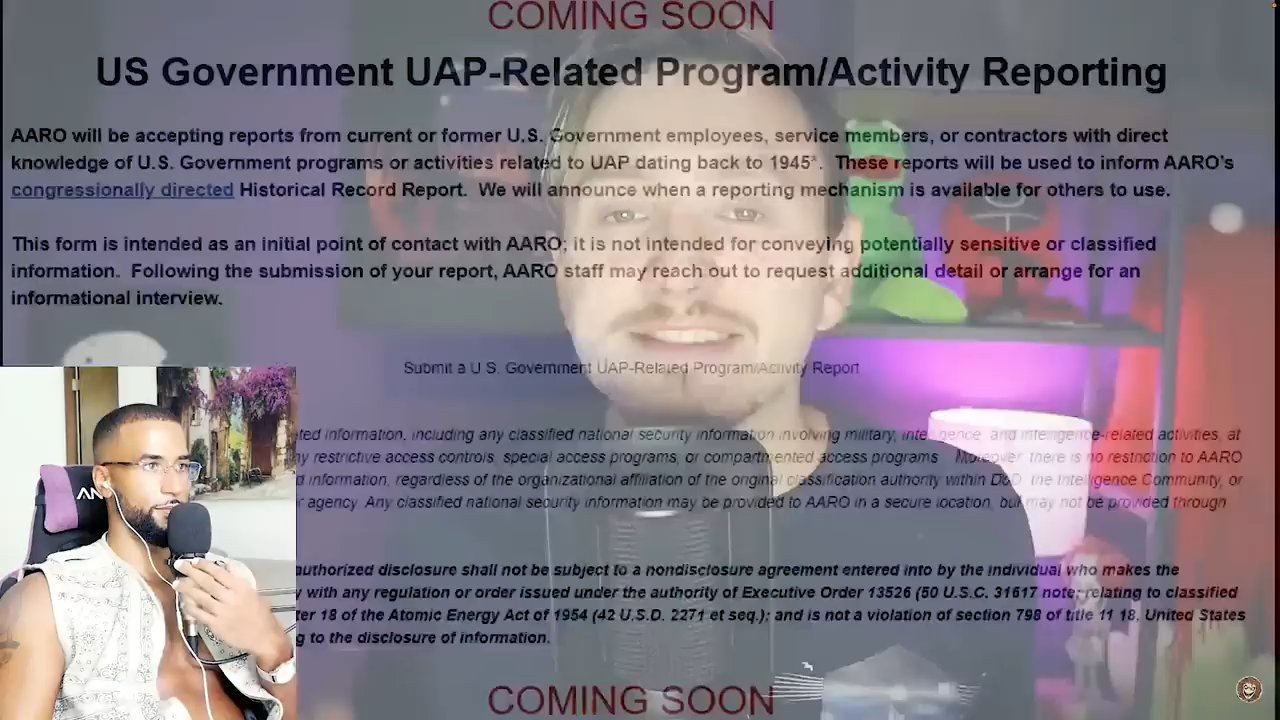 COMING SOON
US Government UAP-Related Program/Activity Reporting
AARO will be accepting reports from current or former U.S. Government employees, service members, or contractors with direct
knowledge of U.S. Government programs or activities related to UAP dating back to 1945*. These reports will be used to inform AARO's
congressionally directed Historical Record Report. We will announce when a reporting mechanism is available for others to use.
This form is intended as an initial point of contact with AARO; it is not intended for conveying potentially sensitive or classified
information. Following the submission of your report, AARO staff may reach out to request additional detail or arrange for an
informational interview.
Submit a U.S. Government UAP-Related Program/Activity Report
information, including any classified national security information involving military, intelligence and intelligence-related activities, at
restrictive access controls, special access programs, or compartmented access programs Moreover, there is no restriction to AARO
information, regardless of the organizational affiliation of the original classification authority within DoD, the Intelligence Community, or
agency. Any classified national security information may be provided to AARO in a secure location, but may not be provided through
AN
authorized disclosure shall not be subject to a nondisclosure agreement entered into by the individual who makes the
with any regulation or order issued under the authority of Executive Order 13526 (50 U.S.C. 31617 note; relating to classified
18 of the Atomic Energy Act of 1954 (42 U.S.D. 2271 et seq.); and is not a violation of section 798 of title 11 18, United States
to the disclosure of information.
COMING SOON